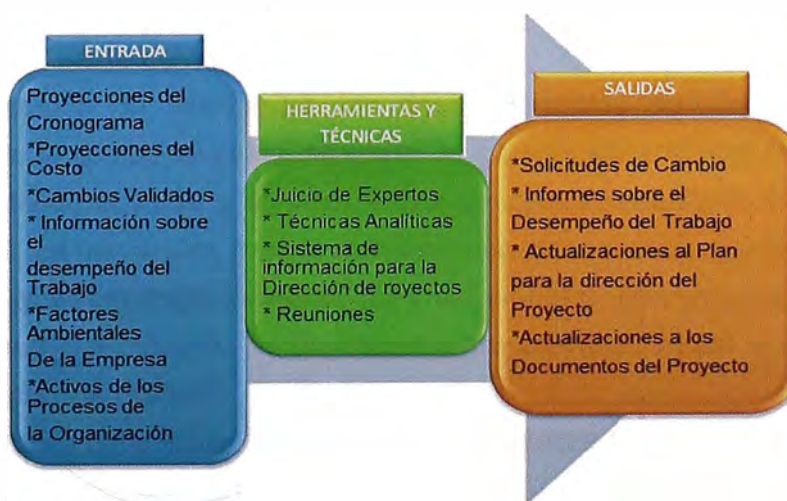 ENTRADA
Proyecciones del
Cronograma
*Proyecciones del
Costo
*Cambios Validados
* Información sobre
el
desempeño del
Trabajo
*Factores
Ambientales
De la Empresa
*Activos de los
Procesos de
la Organización
HERRAMIENTAS Y
TÉCNICAS
*Juicio de Expertos
* Técnicas Analíticas
* Sistema de
información para la
Dirección de royectos
* Reuniones
SALIDAS
*Solicitudes de Cambio
* Informes sobre el
Desempeño del Trabajo
* Actualizaciones al Plan
para la dirección del
Proyecto
*Actualizaciones a los
Documentos del Proyecto